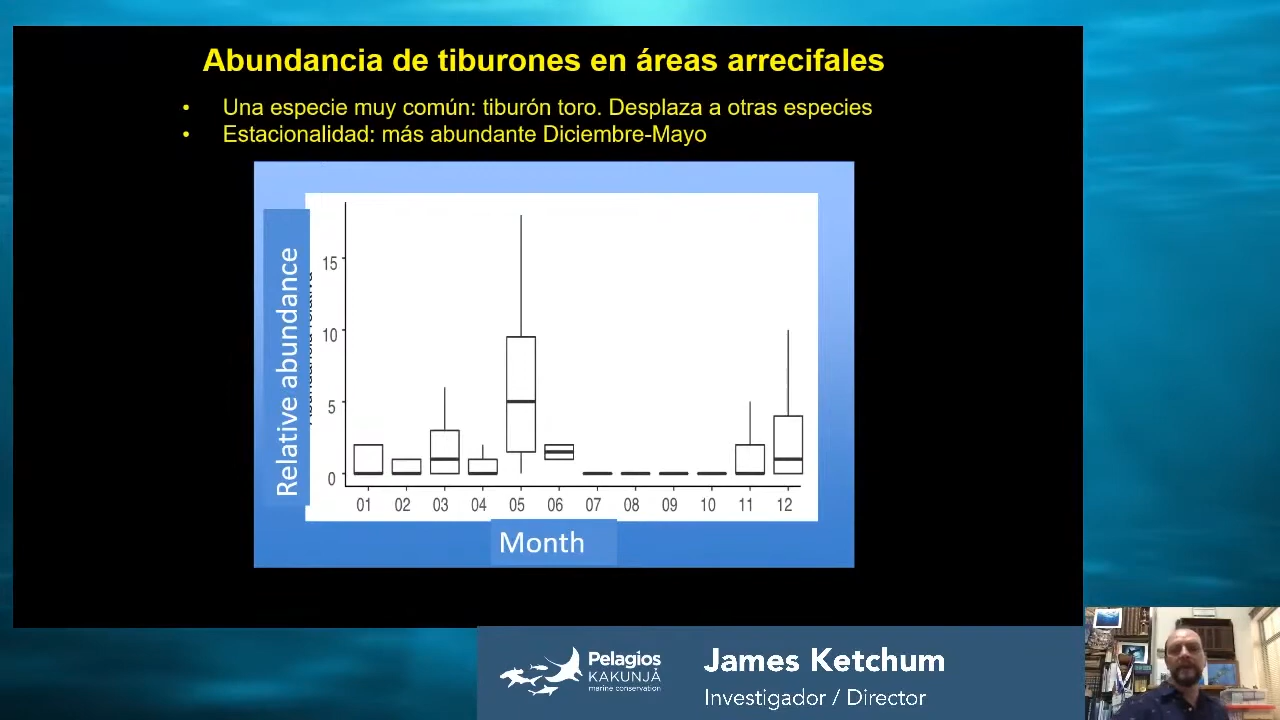 Abundancia de tiburones en áreas arrecifales
• Una especie muy común: tiburón toro. Desplaza a otras especies
• Estacionalidad: más abundante Diciembre-Mayo
Relative abundance
15
10
5
0
01 02 03 04 05 06 07 08 09 10 11 12
Month
Pelagios
KAKUNJÁ
marine conservation
James Ketchum
Investigador / Director